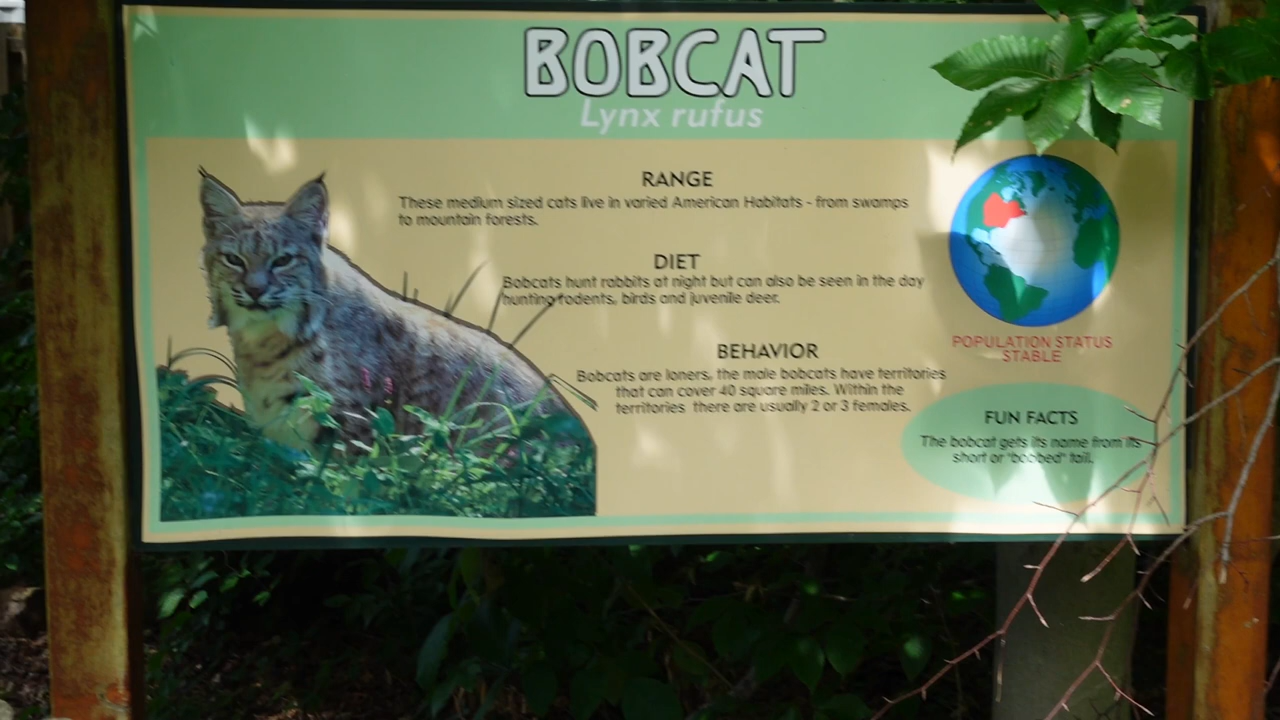 BOBCAT
Lynx rufus
RANGE
These medium sized cats live in varied American Habitats - from swamps
to mountain forests.
DIET
Bobcats hunt rabbits at night but can also be seen in the day
hunting rodents, birds and juvenile deer.
BEHAVIOR
Bobcats are loners, the male bobcats have territories
that can cover 40 square miles. Within the
territories there are usually 2 or 3 females.
POPULATION STATUS
STABLE
FUN FACTS
The bobcat gets its name from its
short or "bobbed" tail.